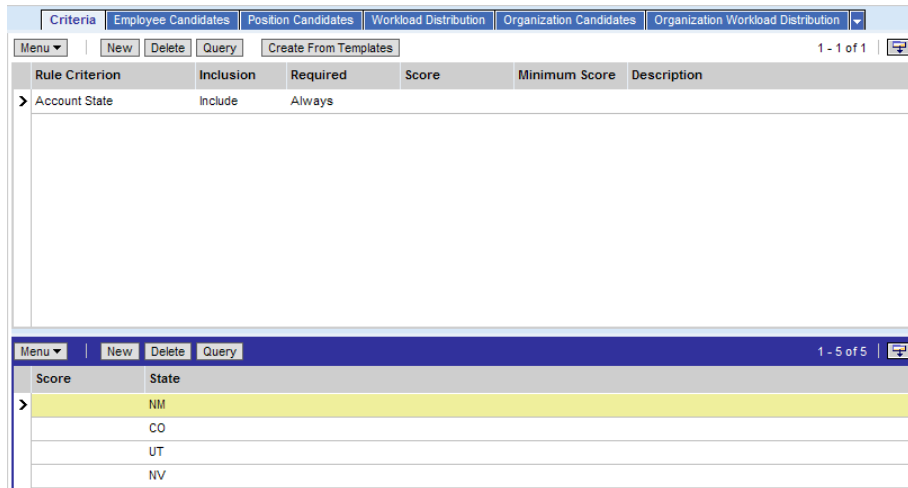 Criteria Employee Candidates Position Candidates Workload Distribution Organization Candidates Organization Workload Distribution
Menu New Delete Query Create From Templates 1 - 1 of 1
Rule Criterion Inclusion Required Score Minimum Score Description
Account State Include Always
Menu New Delete Query 1 - 5 of 5
Score State
NM
CO
UT
NV